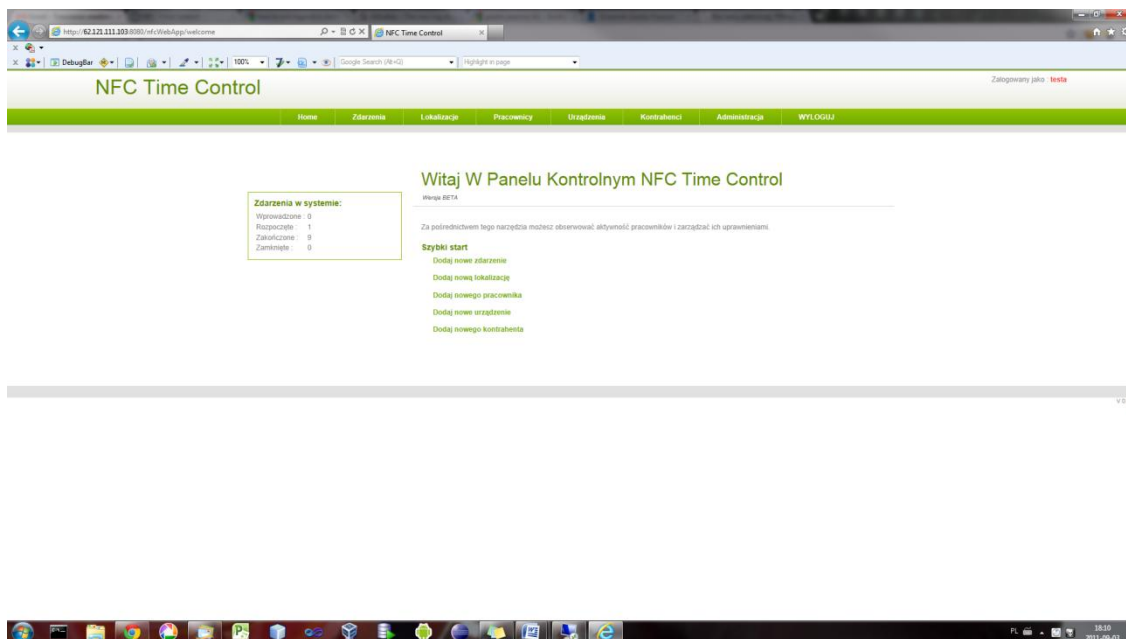 http://62.121.111.103:8080/nfcWebApp/welcome
NFC Time Control
DebugBar
100%
Google Search (Alt+G)
Highlight in page
NFC Time Control
Zalogowany jako : testa
Home Zdarzenia Lokalizacje Pracownicy Urządzenia Kontrahenci Administracja WYLOGUJ
Zdarzenia w systemie:
Wprowadzone : 0
Rozpoczęte : 1
Zakończone : 9
Zamknięte : 0
Witaj W Panelu Kontrolnym NFC Time Control
Wersja BETA
Za pośrednictwem tego narzędzia możesz obserwować aktywność pracowników i zarządzać ich uprawnieniami.
Szybki start
Dodaj nowe zdarzenie
Dodaj nową lokalizację
Dodaj nowego pracownika
Dodaj nowe urządzenie
Dodaj nowego kontrahenta
PL
18:10
2011-09-03